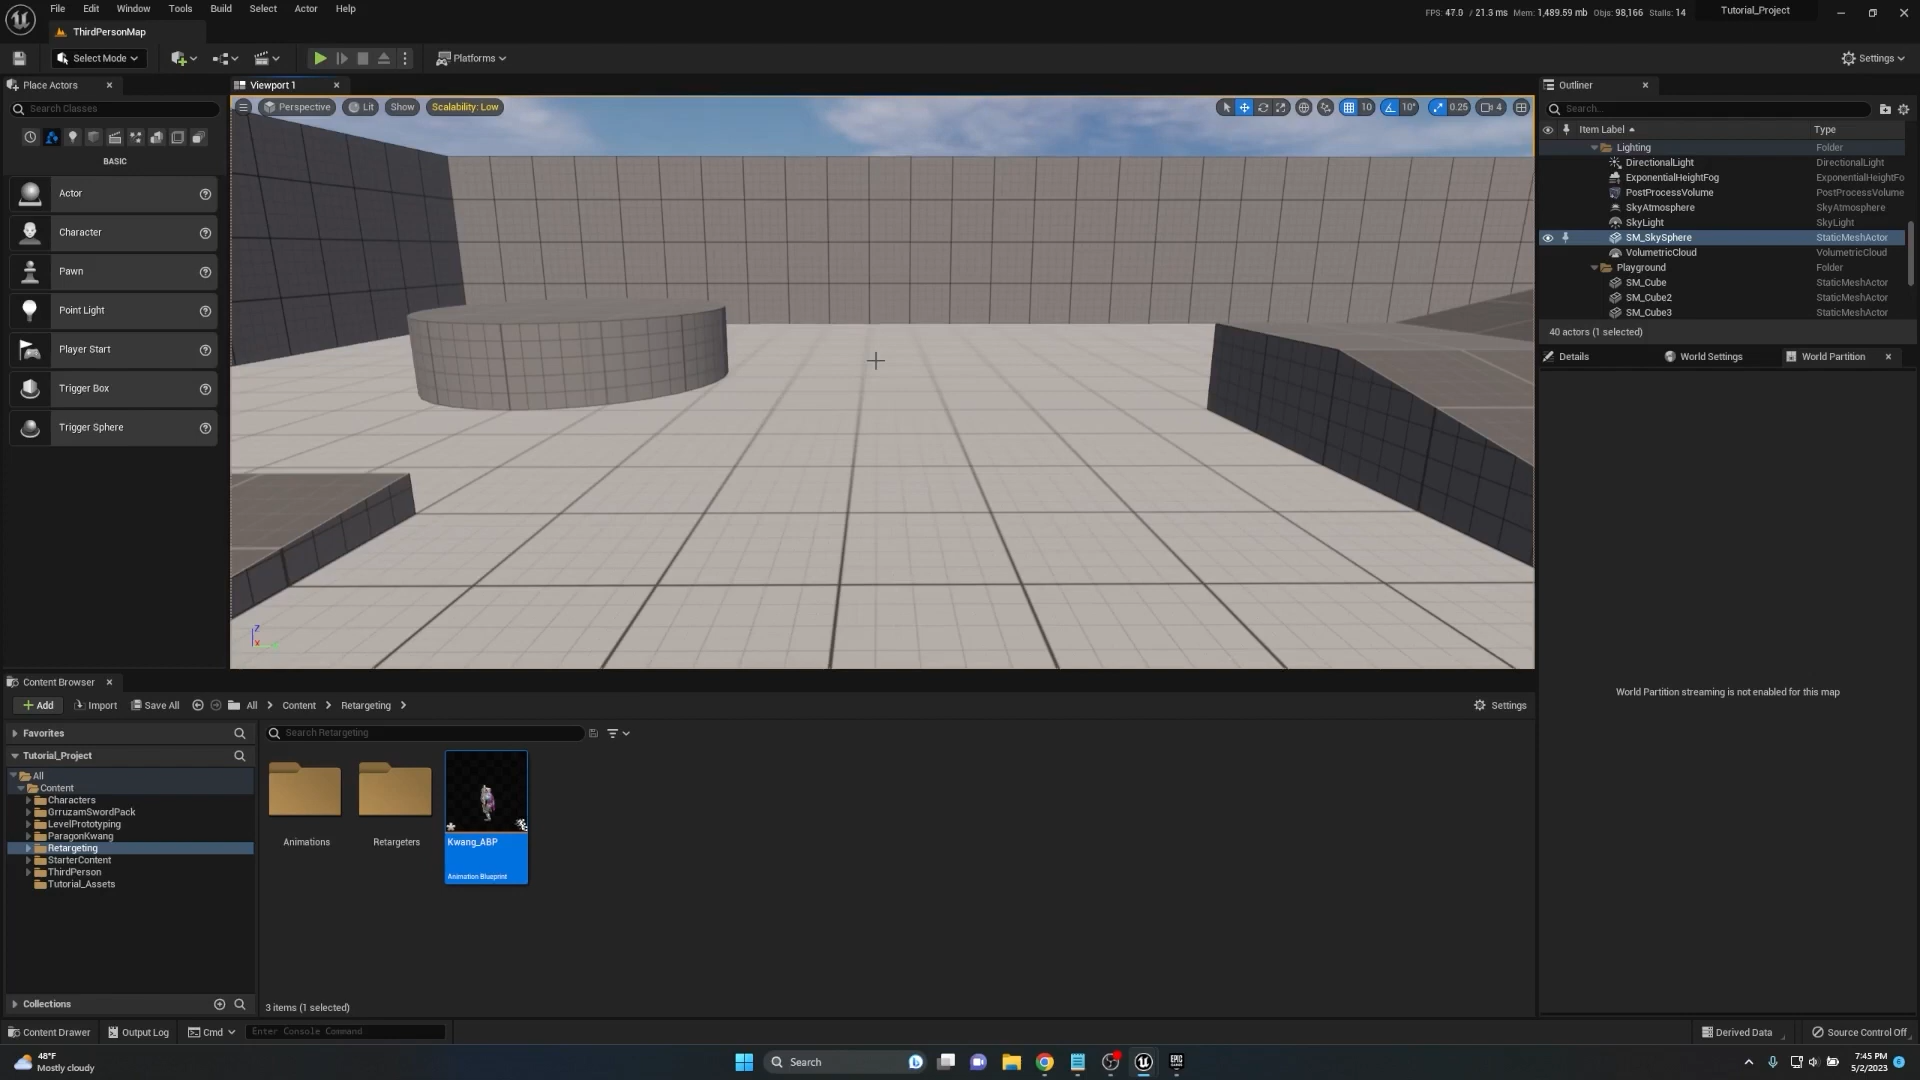 File Edit Window Tools Build Select Actor Help
FPS: 47.0 / 21.3 ms Mem: 1,489.59 mb Objs: 98,166 Stalls: 14
Tutorial_Project
ThirdPersonMap
Select Mode
Platforms
Settings
Place Actors
Search Classes
BASIC
Actor
Character
Pawn
Point Light
Player Start
Trigger Box
Trigger Sphere
Viewport 1
Perspective Lit Show Scalability: Low
10 10° 0.25 4
Z
X
Outliner
Search...
Item Label Type
Lighting Folder
DirectionalLight DirectionalLight
ExponentialHeightFog ExponentialHeightFo
PostProcessVolume PostProcessVolume
SkyAtmosphere SkyAtmosphere
SkyLight SkyLight
SM_SkySphere StaticMeshActor
VolumetricCloud VolumetricCloud
Playground Folder
SM_Cube StaticMeshActor
SM_Cube2 StaticMeshActor
SM_Cube3 StaticMeshActor
40 actors (1 selected)
Details World Settings World Partition
World Partition streaming is not enabled for this map
Content Browser
Add Import Save All All Content Retargeting
Settings
Favorites
Tutorial_Project
All
Content
Characters
GrruzamSwordPack
LevelPrototyping
ParagonKwang
Retargeting
StarterContent
ThirdPerson
Tutorial_Assets
Collections
Search Retargeting
Animations
Retargeters
Kwang_ABP
Animation Blueprint
3 items (1 selected)
Content Drawer Output Log Cmd Enter Console Command
Derived Data Source Control Off
48°F
Mostly cloudy
Search
EPIC
7:45 PM
5/2/2023